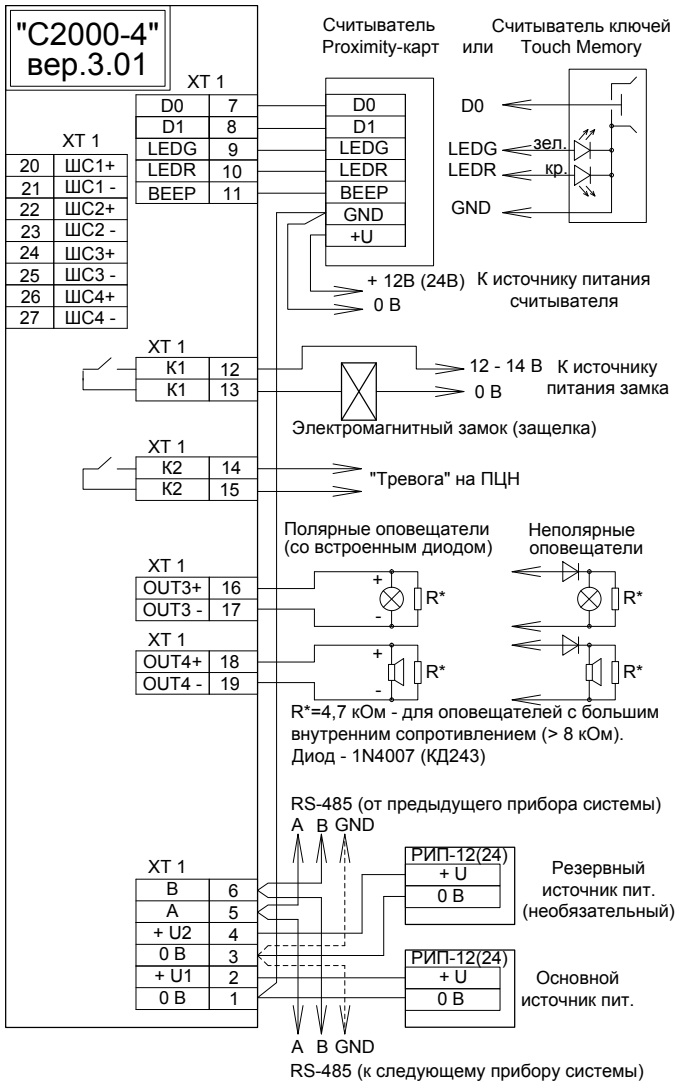 "С2000-4"
вер.3.01
XT 1
D0 7
D1 8
LEDG 9
LEDR 10
BEEP 11
XT 1
20 ШС1+
21 ШС1 -
22 ШС2+
23 ШС2 -
24 ШС3+
25 ШС3 -
26 ШС4+
27 ШС4 -
Считыватель
Proximity-карт
или
Считыватель ключей
Touch Memory
D0
D1
LEDG
LEDR
BEEP
GND
+U
D0
LEDG
зел.
LEDR
кр.
GND
+ 12В (24В)
0 В
К источнику питания
считывателя
XT 1
К1 12
К1 13
12 - 14 В
0 В
К источнику
питания замка
Электромагнитный замок (защелка)
XT 1
К2 14
К2 15
"Тревога" на ПЦН
Полярные оповещатели
(со встроенным диодом)
Неполярные
оповещатели
XT 1
OUT3+ 16
OUT3 - 17
+
-
R*
R*
XT 1
OUT4+ 18
OUT4 - 19
+
-
R*
R*
R*=4,7 кОм - для оповещателей с большим
внутренним сопротивлением (> 8 кОм).
Диод - 1N4007 (КД243)
RS-485 (от предыдущего прибора системы)
A B GND
XT 1
B 6
A 5
+ U2 4
0 В 3
+ U1 2
0 В 1
РИП-12(24)
+ U
0 В
Резервный
источник пит.
(необязательный)
РИП-12(24)
+ U
0 В
Основной
источник пит.
A B GND
RS-485 (к следующему прибору системы)